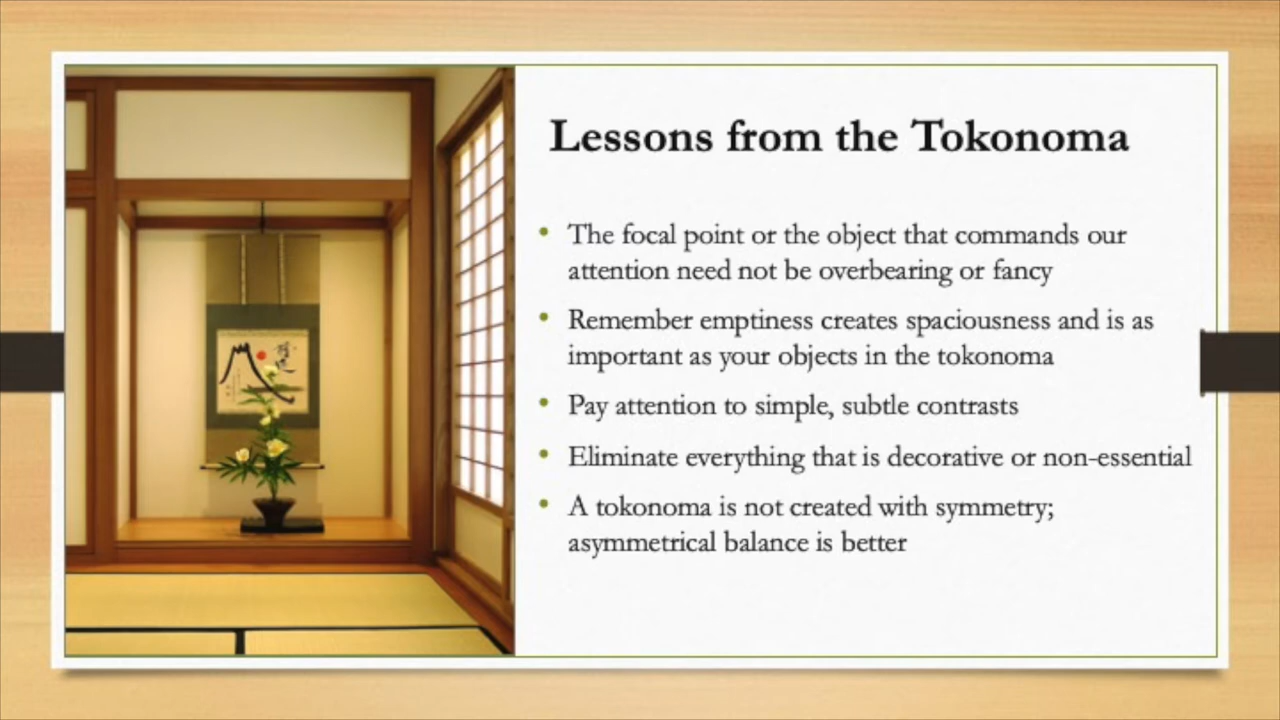 Lessons from the Tokonoma
• The focal point or the object that commands our
attention need not be overbearing or fancy
• Remember emptiness creates spaciousness and is as
important as your objects in the tokonoma
• Pay attention to simple, subtle contrasts
• Eliminate everything that is decorative or non-essential
• A tokonoma is not created with symmetry;
asymmetrical balance is better